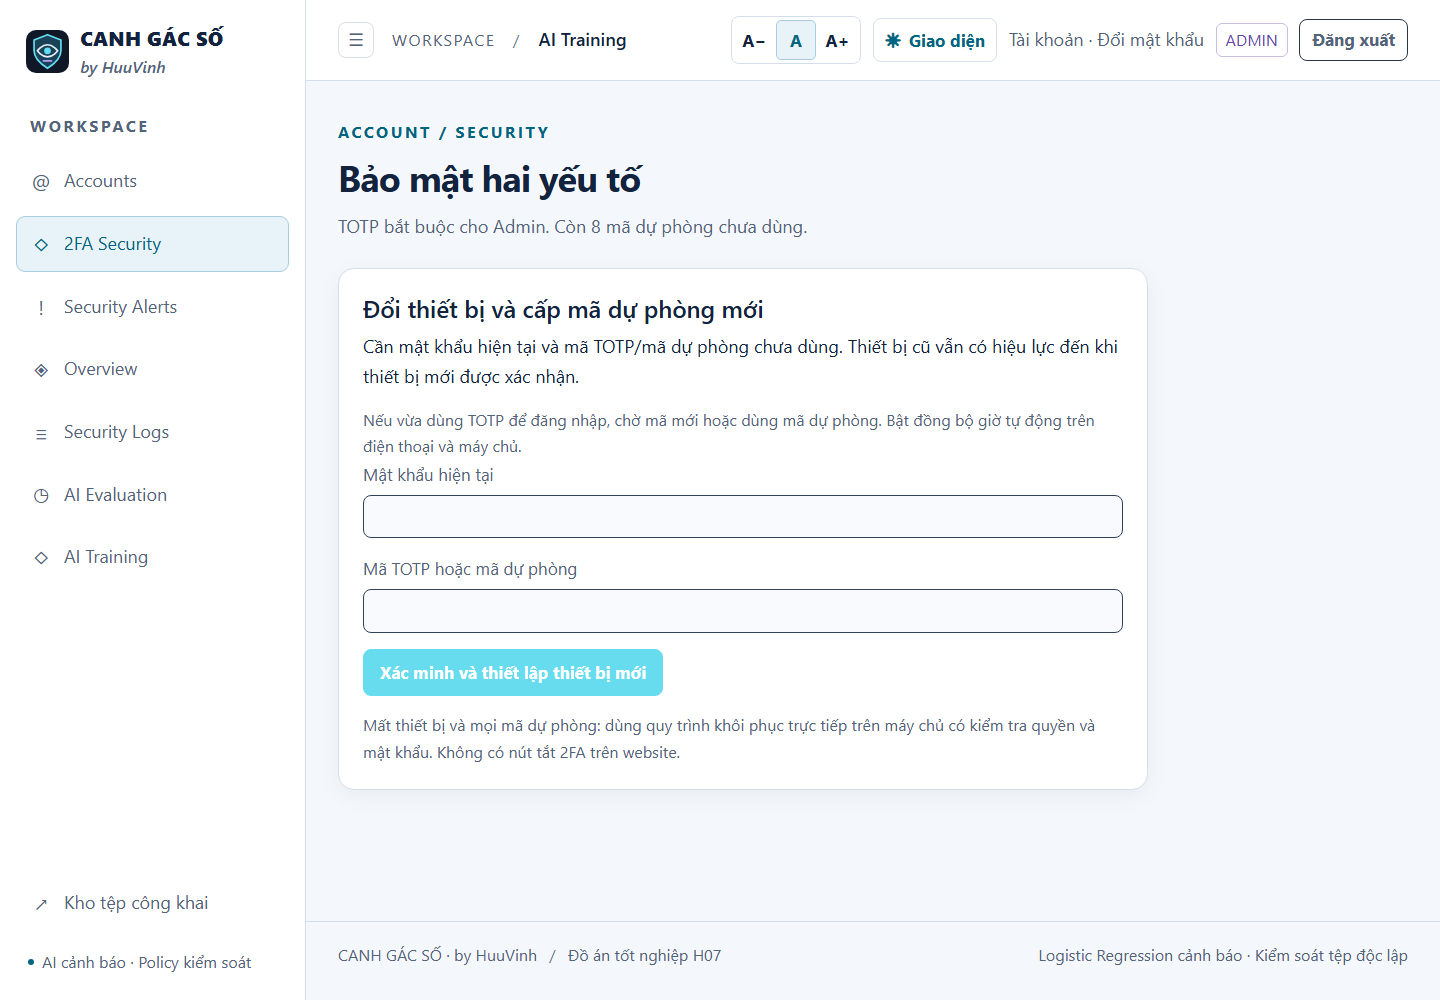 CANH GÁC SỐ
by HuuVinh
WORKSPACE
@ Accounts
◇ 2FA Security
! Security Alerts
◈ Overview
☰ Security Logs
◷ AI Evaluation
◇ AI Training
↗ Kho tệp công khai
• AI cảnh báo · Policy kiểm soát
☰ WORKSPACE / AI Training A− A A+ ✳ Giao diện Tài khoản · Đổi mật khẩu ADMIN Đăng xuất
ACCOUNT / SECURITY
Bảo mật hai yếu tố
TOTP bắt buộc cho Admin. Còn 8 mã dự phòng chưa dùng.
Đổi thiết bị và cấp mã dự phòng mới
Cần mật khẩu hiện tại và mã TOTP/mã dự phòng chưa dùng. Thiết bị cũ vẫn có hiệu lực đến khi
thiết bị mới được xác nhận.
Nếu vừa dùng TOTP để đăng nhập, chờ mã mới hoặc dùng mã dự phòng. Bật đồng bộ giờ tự động trên
điện thoại và máy chủ.
Mật khẩu hiện tại
Mã TOTP hoặc mã dự phòng
Xác minh và thiết lập thiết bị mới
Mất thiết bị và mọi mã dự phòng: dùng quy trình khôi phục trực tiếp trên máy chủ có kiểm tra quyền và
mật khẩu. Không có nút tắt 2FA trên website.
CANH GÁC SỐ · by HuuVinh / Đồ án tốt nghiệp H07
Logistic Regression cảnh báo · Kiểm soát tệp độc lập